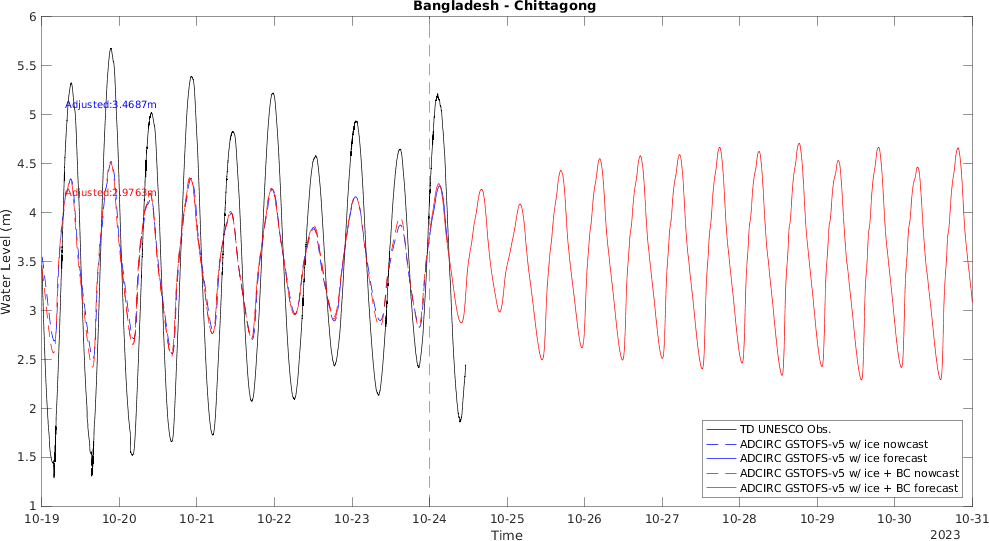 Bangladesh - Chittagong
6
5.5
5
4.5
4
3.5
3
2.5
2
1.5
1
Water Level (m)
Adjusted:3.4687m
Adjusted:2.9763m
TD UNESCO Obs.
ADCIRC GSTOFS-v5 w/ ice nowcast
ADCIRC GSTOFS-v5 w/ ice forecast
ADCIRC GSTOFS-v5 w/ ice + BC nowcast
ADCIRC GSTOFS-v5 w/ ice + BC forecast
10-19 10-20 10-21 10-22 10-23 10-24 10-25 10-26 10-27 10-28 10-29 10-30 10-31
Time
2023